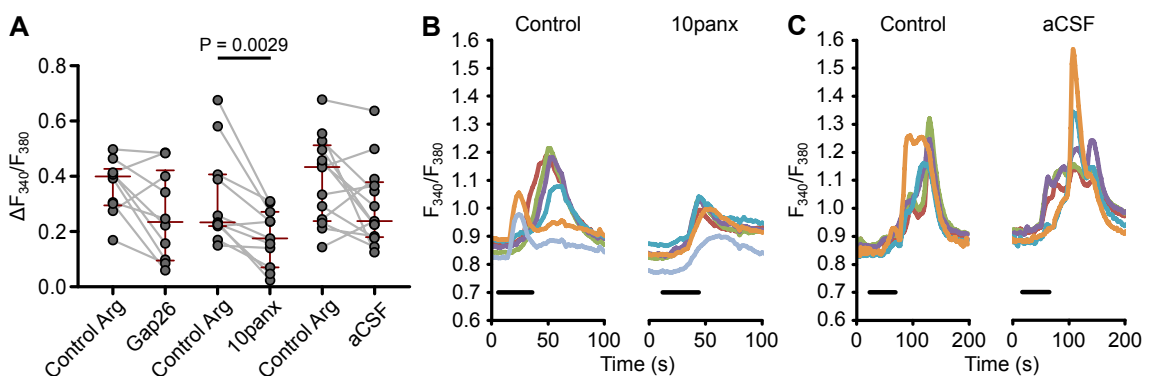 A
P = 0.0029
ΔF340/F380
0.8
0.6
0.4
0.2
0.0
Control Arg
Gap26
Control Arg
10panx
Control Arg
aCSF
B
Control
10panx
F340/F380
1.6
1.5
1.4
1.3
1.2
1.1
1.0
0.9
0.8
0.7
0.6
0
50
100
0
50
100
Time (s)
C
Control
aCSF
F340/F380
1.6
1.5
1.4
1.3
1.2
1.1
1.0
0.9
0.8
0.7
0.6
0
100
200
0
100
200
Time (s)